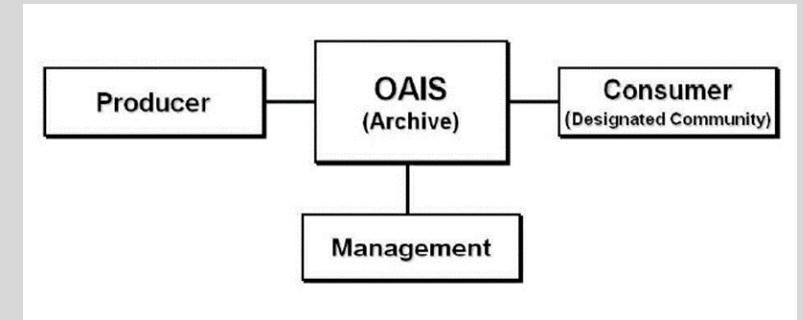 Producer
OAIS
(Archive)
Consumer
(Designated Community)
Management